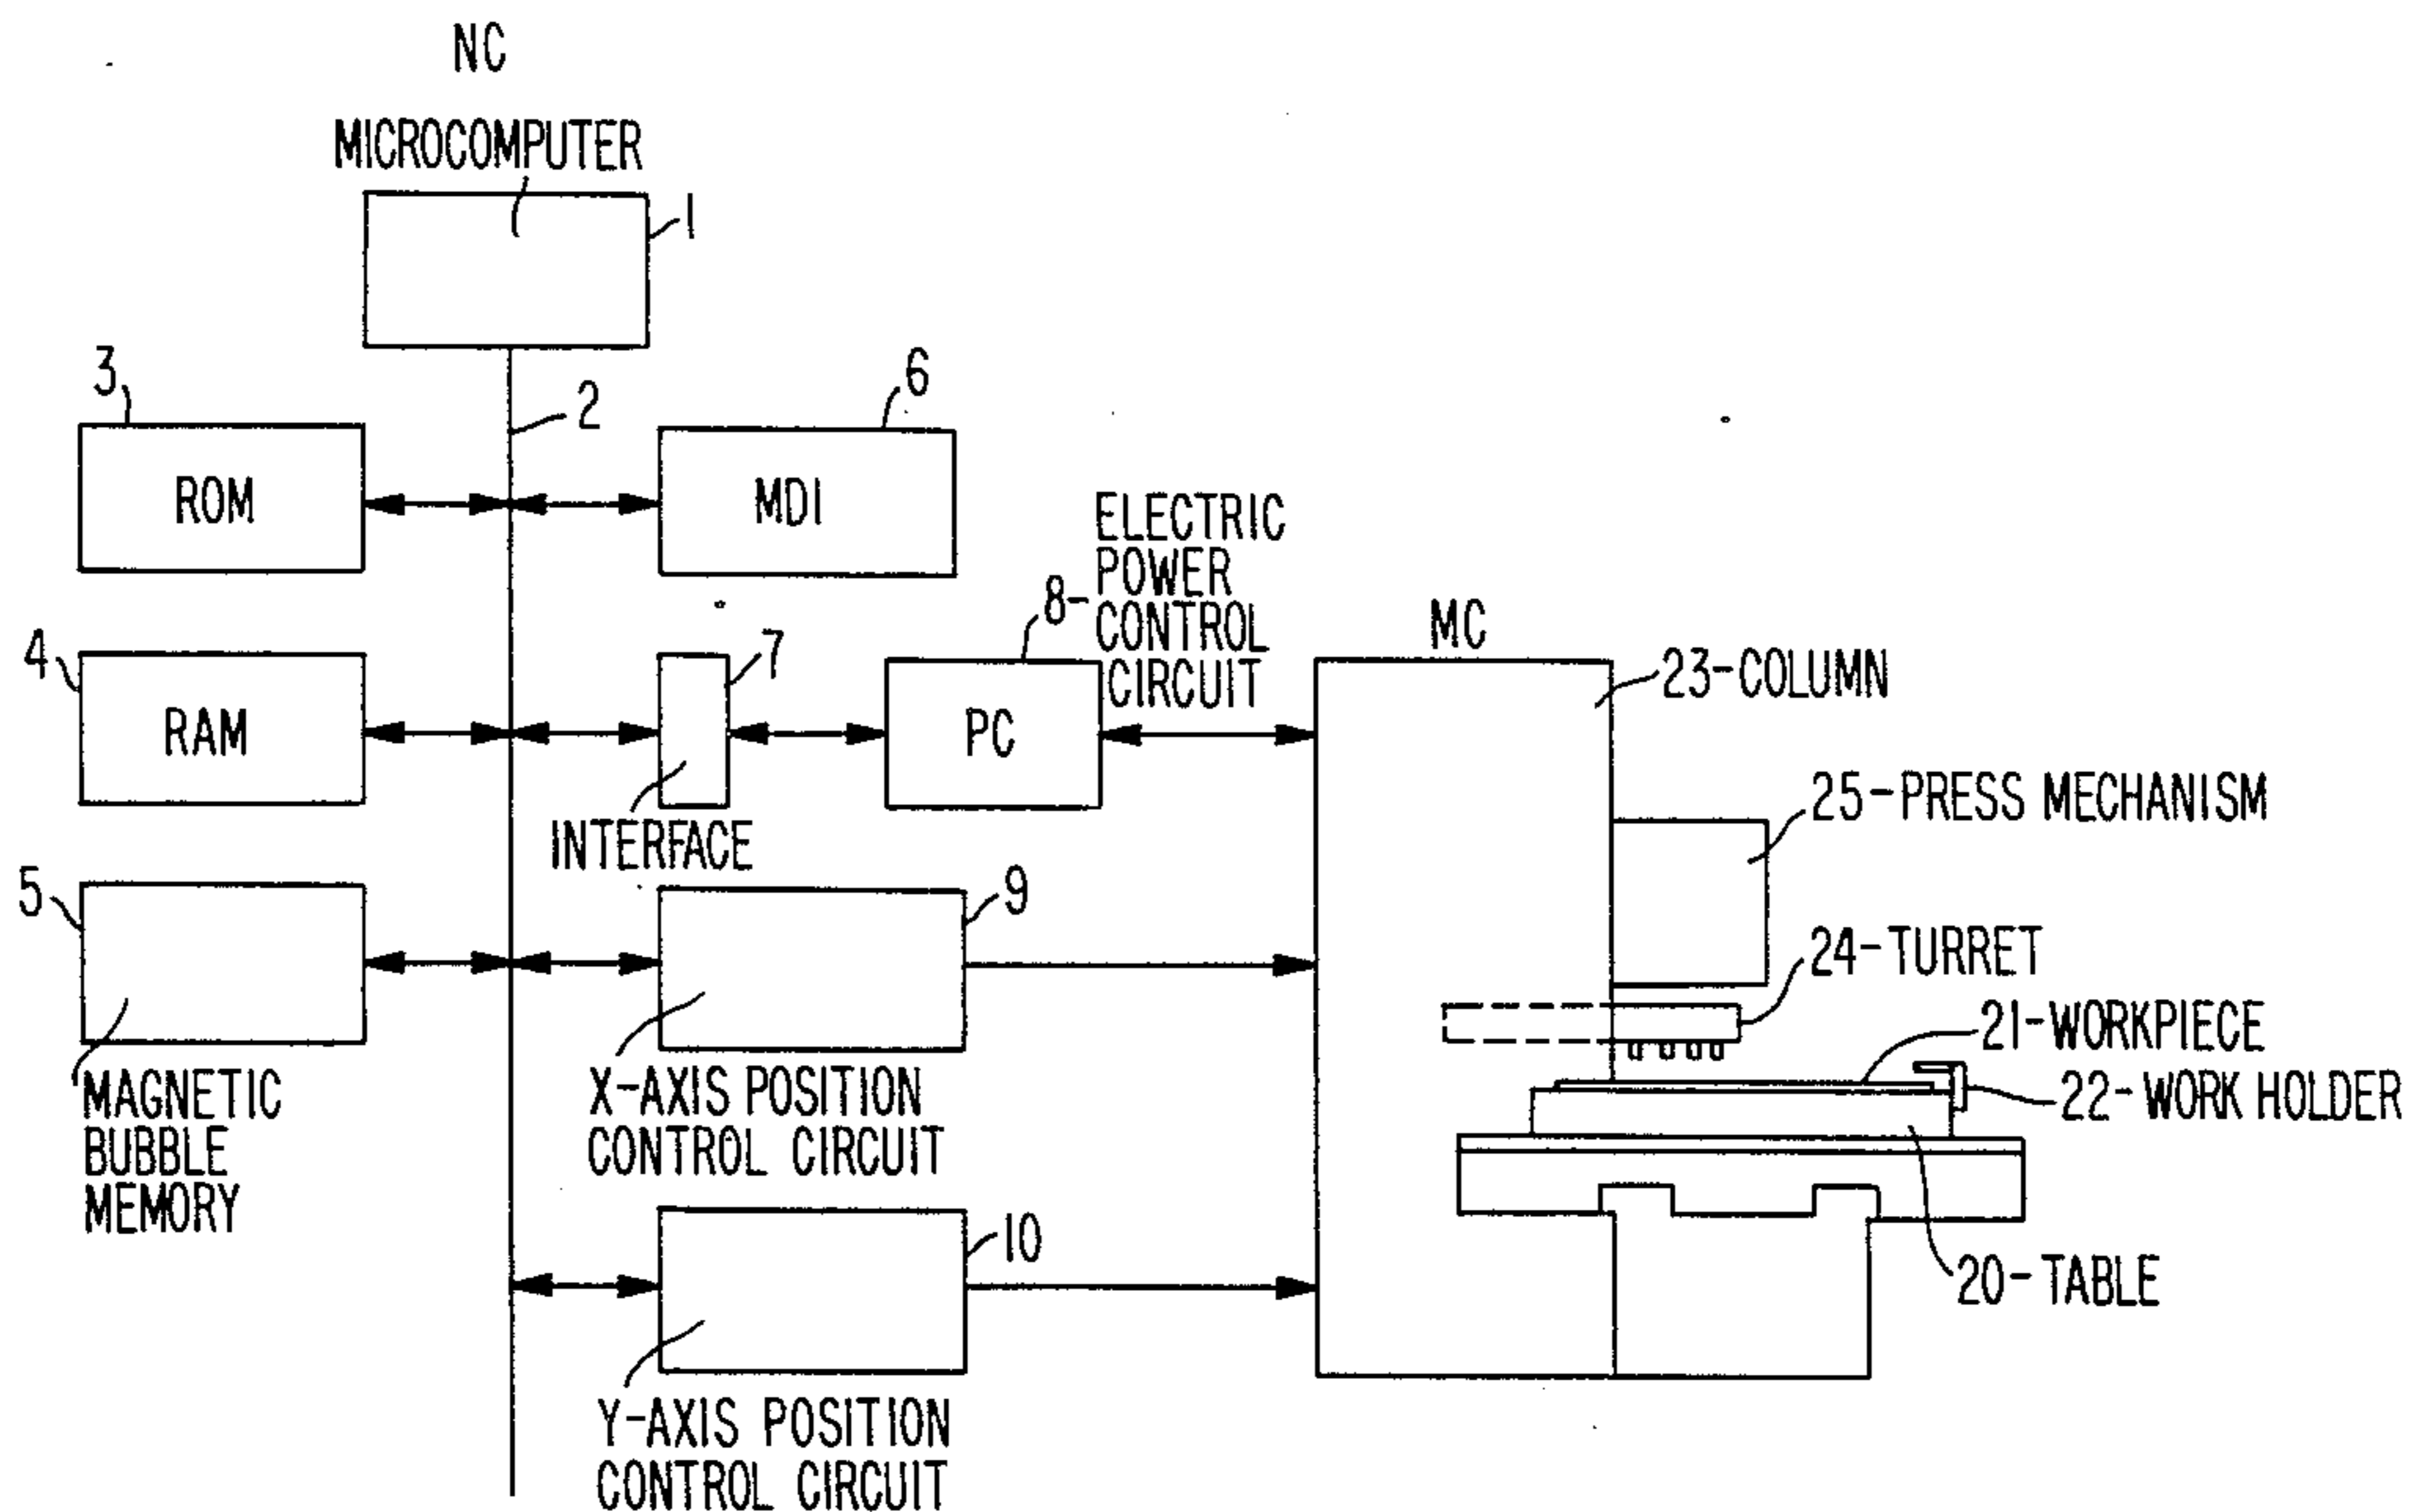 NC
MICROCOMPUTER
1
2
3
ROM
6
MDI
4
RAM
7
INTERFACE
8-ELECTRIC
POWER
CONTROL
CIRCUIT
PC
5
MAGNETIC
BUBBLE
MEMORY
9
X-AXIS POSITION
CONTROL CIRCUIT
10
Y-AXIS POSITION
CONTROL CIRCUIT
MC
23-COLUMN
25-PRESS MECHANISM
24-TURRET
21-WORKPIECE
22-WORK HOLDER
20-TABLE